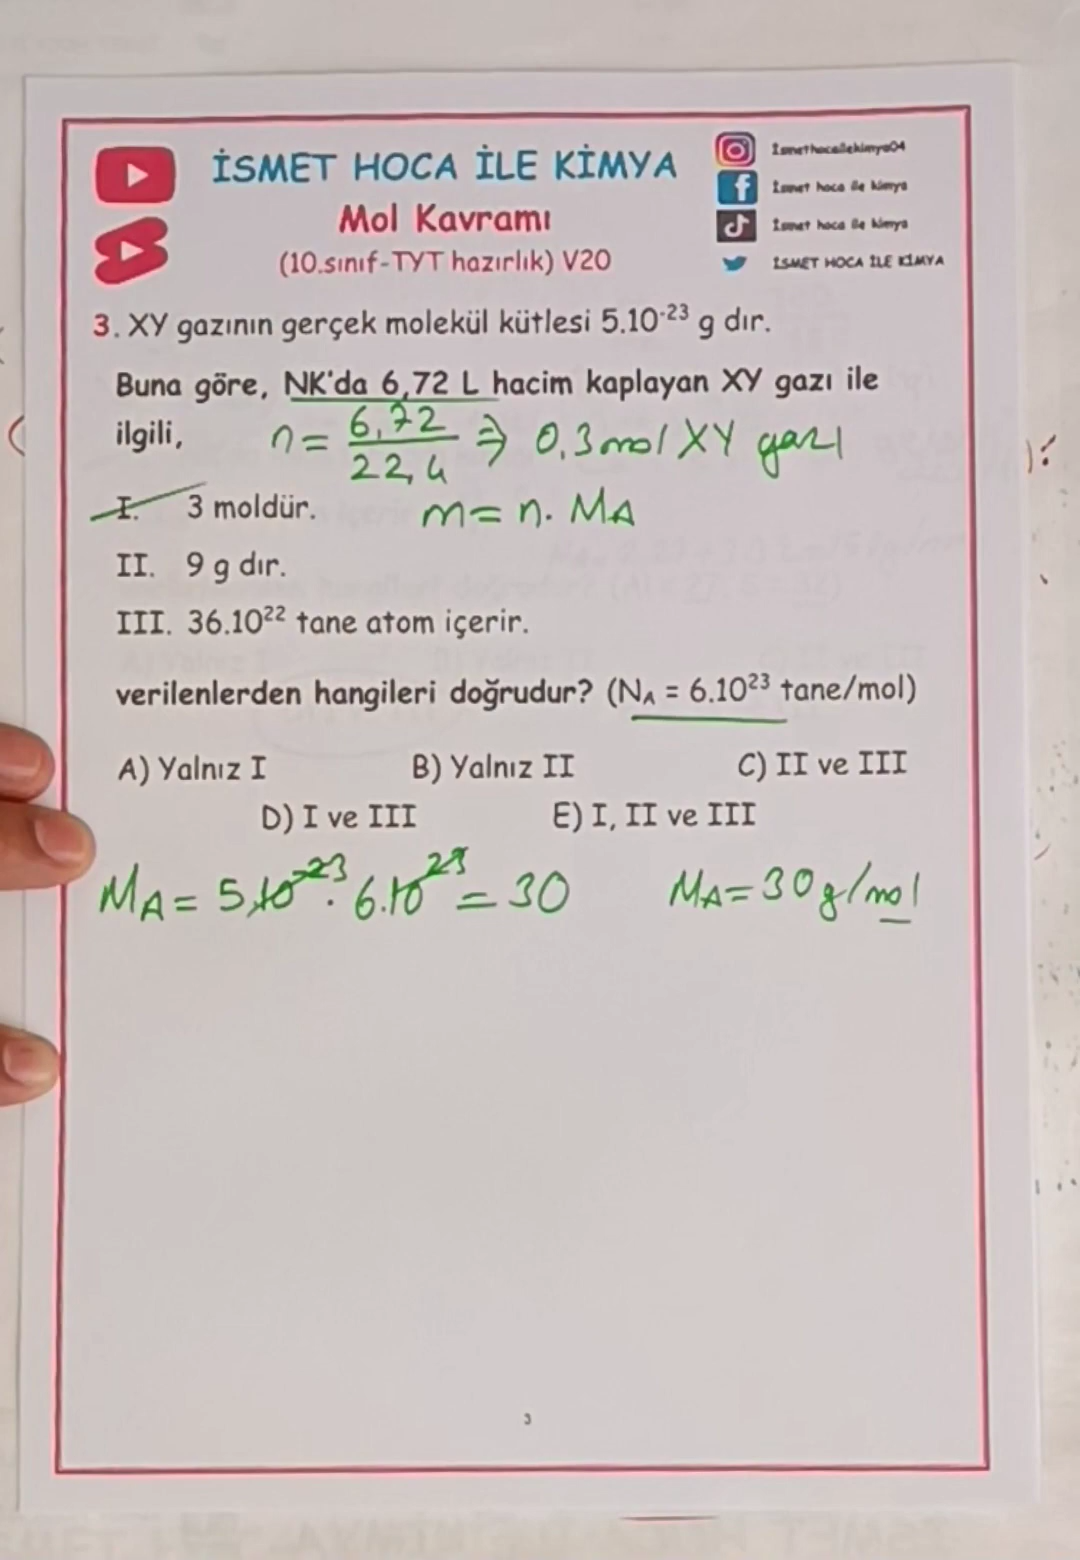 İSMET HOCA İLE KİMYA
Mol Kavramı
(10.sınıf-TYT hazırlık) V20
İsmethocailekimya04
İsmet hoca ile kimya
İsmet hoca ile kimya
İSMET HOCA İLE KİMYA
3. XY gazının gerçek molekül kütlesi 5.10⁻²³ g dır.
Buna göre, NK'da 6,72 L hacim kaplayan XY gazı ile
ilgili,
n = 6,72 / 22,4 ⇒ 0,3 mol XY gazı
I. 3 moldür.
m = n. MA
II. 9 g dır.
III. 36.10²² tane atom içerir.
verilenlerden hangileri doğrudur? (NA = 6.10²³ tane/mol)
A) Yalnız I B) Yalnız II C) II ve III
D) I ve III E) I, II ve III
MA = 5.10⁻²³ . 6.10²³ = 30 MA = 30 g/mol
3